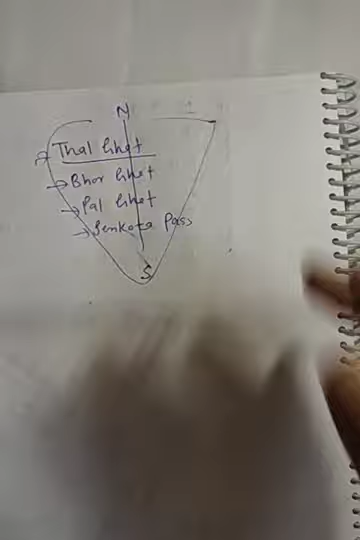 N
Thal Ghat
→ Bhor Ghat
→ Pal Ghat
→ Senkota Pass
S